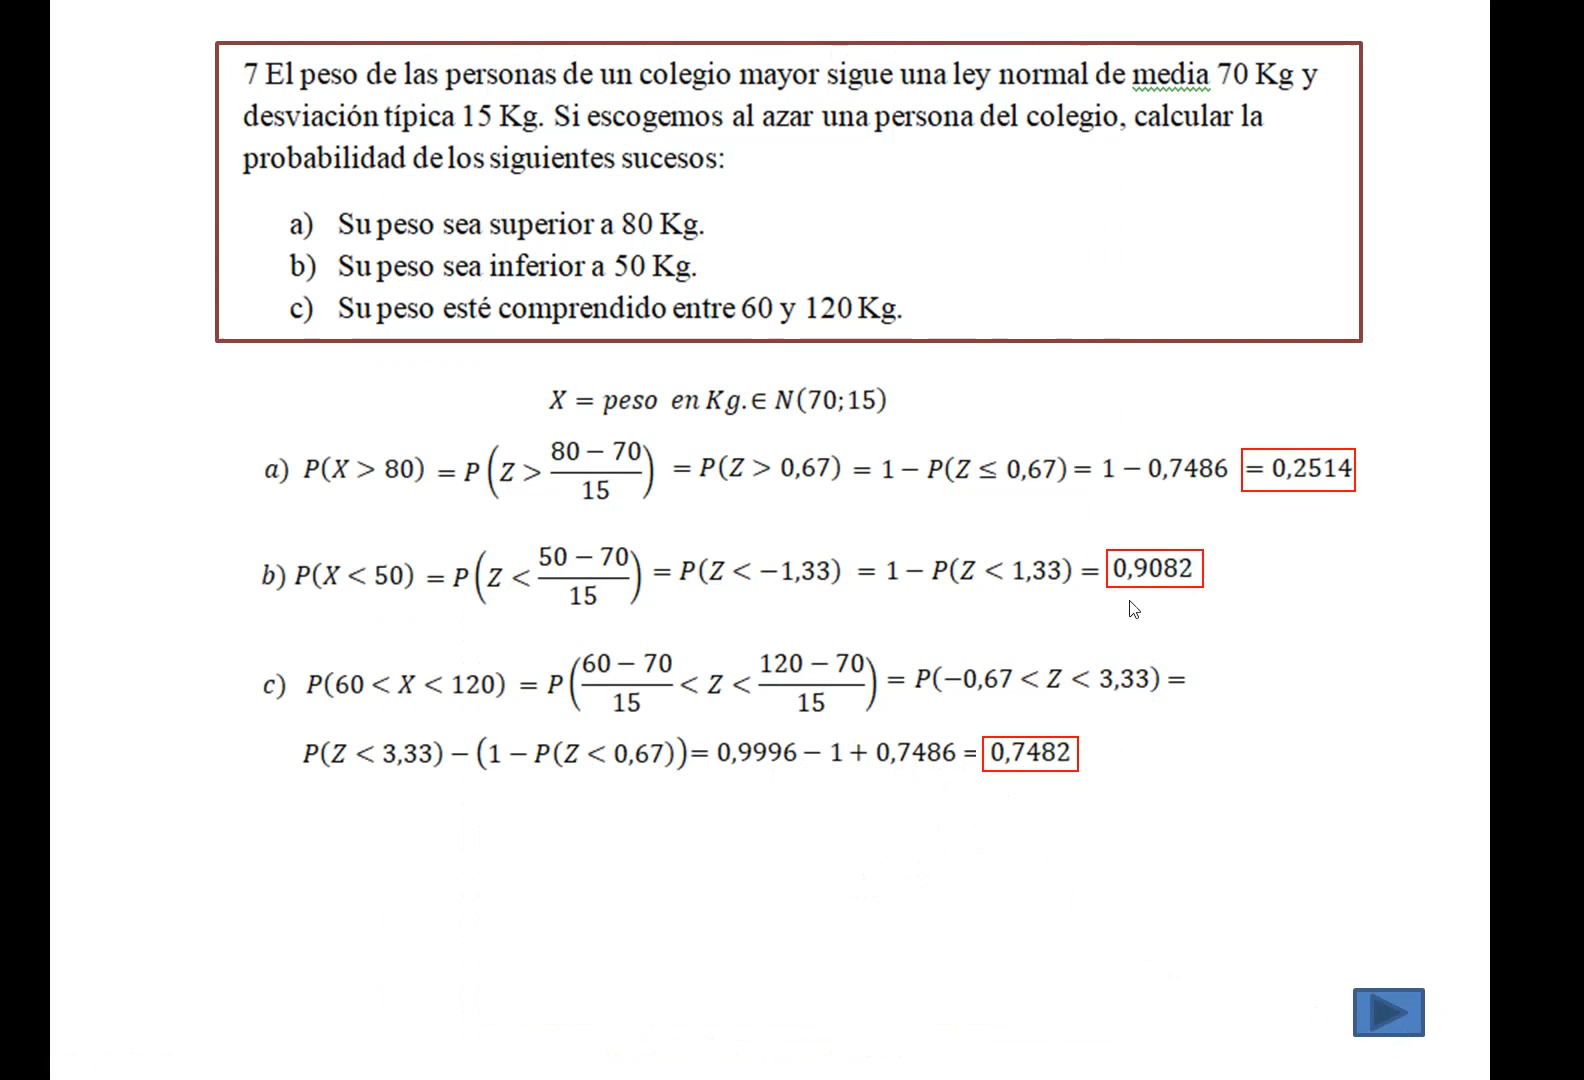 7 El peso de las personas de un colegio mayor sigue una ley normal de media 70 Kg y
desviación típica 15 Kg. Si escogemos al azar una persona del colegio, calcular la
probabilidad de los siguientes sucesos:
a) Su peso sea superior a 80 Kg.
b) Su peso sea inferior a 50 Kg.
c) Su peso esté comprendido entre 60 y 120 Kg.
X = peso en Kg.∈ N(70;15)
a) P(X > 80) = P(Z > (80 − 70)/15) = P(Z > 0,67) = 1 − P(Z ≤ 0,67) = 1 − 0,7486 = 0,2514
b) P(X < 50) = P(Z < (50 − 70)/15) = P(Z < −1,33) = 1 − P(Z < 1,33) = 0,9082
c) P(60 < X < 120) = P((60 − 70)/15 < Z < (120 − 70)/15) = P(−0,67 < Z < 3,33) =
P(Z < 3,33) − (1 − P(Z < 0,67)) = 0,9996 − 1 + 0,7486 = 0,7482